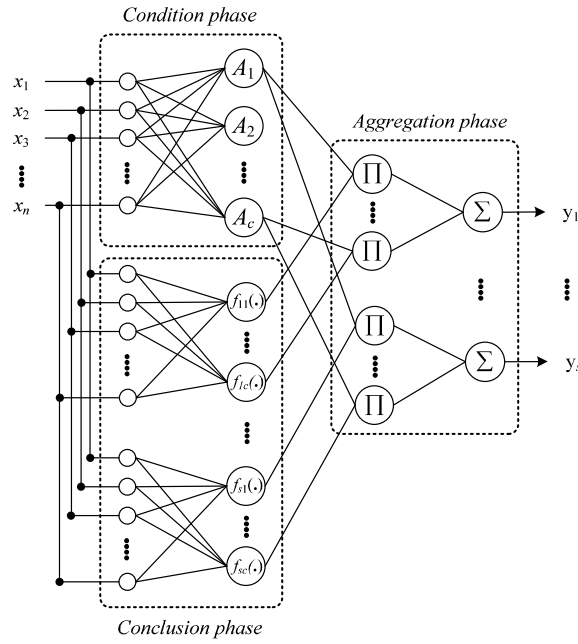 Condition phase
x1
x2
x3
xn
A1
A2
Ac
Aggregation phase
∏
∏
∏
∏
Σ
Σ
y1
f11(.)
f1c(.)
fs1(.)
fsc(.)
Conclusion phase